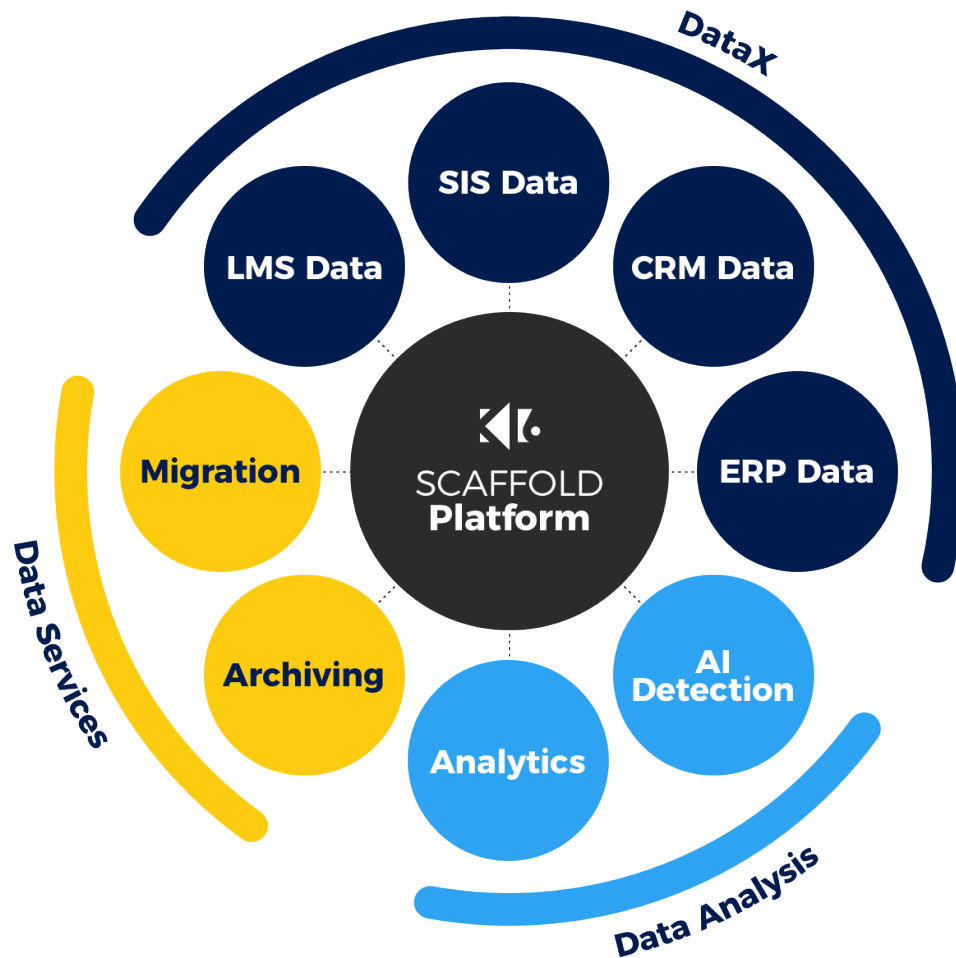 DataX
SIS Data
LMS Data
CRM Data
Migration
SCAFFOLD
Platform
ERP Data
Data Services
Archiving
AI
Detection
Analytics
Data Analysis